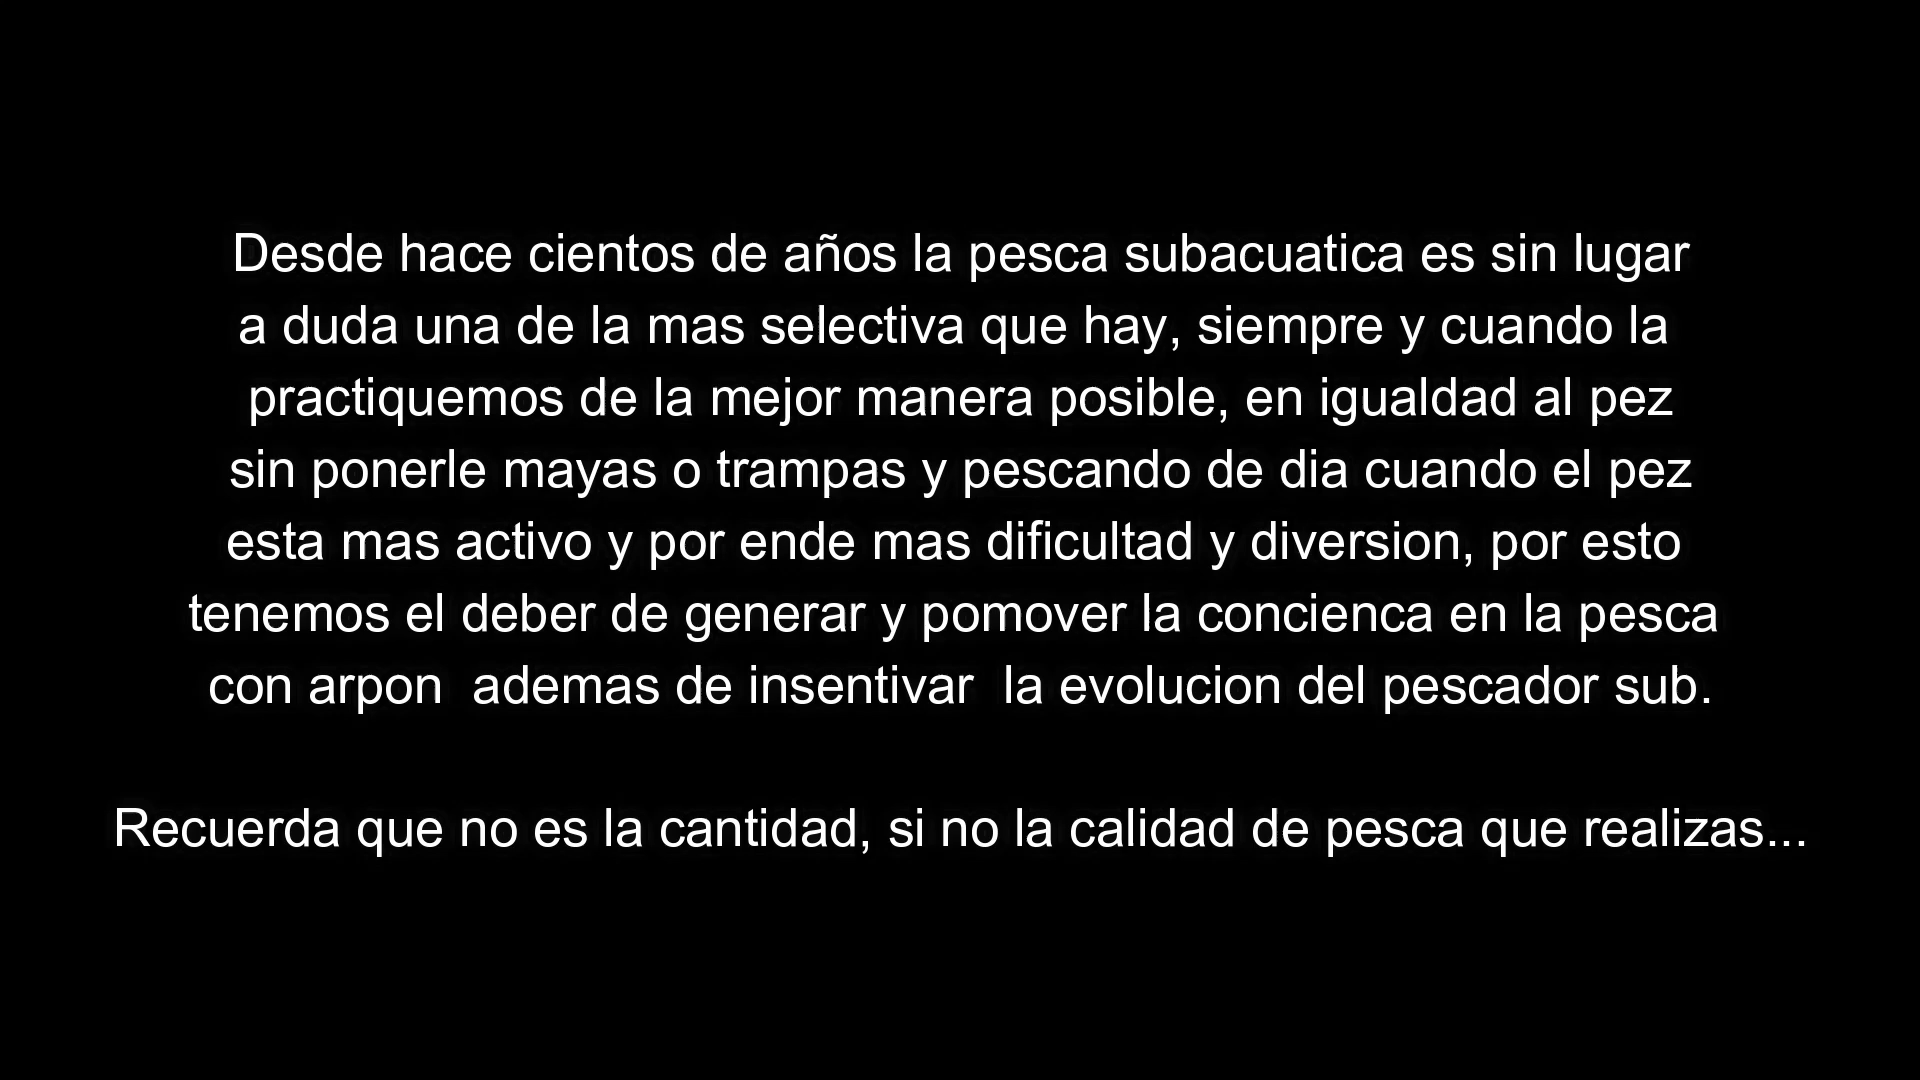 Desde hace cientos de años la pesca subacuatica es sin lugar
a duda una de la mas selectiva que hay, siempre y cuando la
practiquemos de la mejor manera posible, en igualdad al pez
sin ponerle mayas o trampas y pescando de dia cuando el pez
esta mas activo y por ende mas dificultad y diversion, por esto
tenemos el deber de generar y pomover la concienca en la pesca
con arpon  ademas de insentivar  la evolucion del pescador sub.
Recuerda que no es la cantidad, si no la calidad de pesca que realizas...